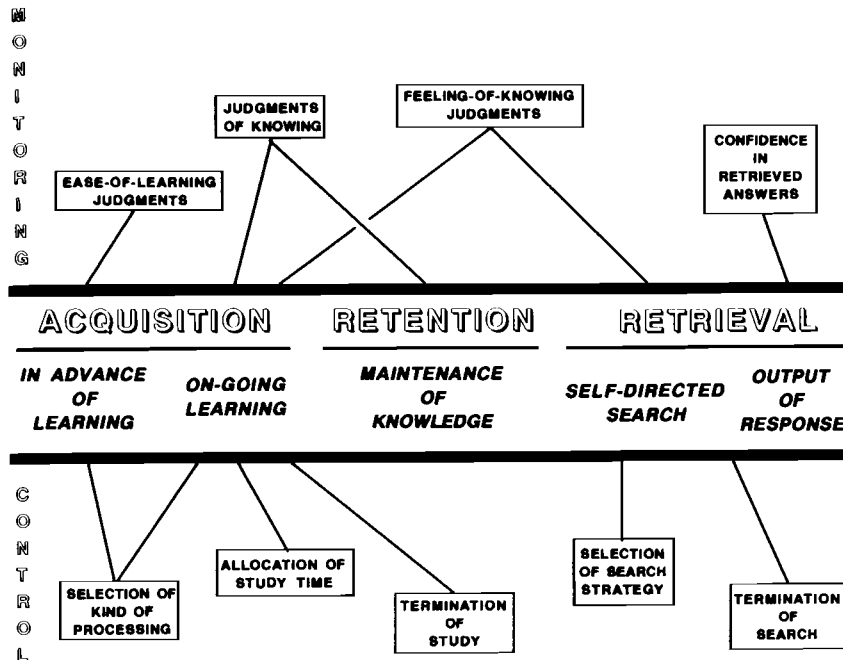 MONITORING
EASE-OF-LEARNING
JUDGMENTS
JUDGMENTS
OF KNOWING
FEELING-OF-KNOWING
JUDGMENTS
CONFIDENCE
IN
RETRIEVED
ANSWERS
ACQUISITION
RETENTION
RETRIEVAL
IN ADVANCE
OF
LEARNING
ON-GOING
LEARNING
MAINTENANCE
OF
KNOWLEDGE
SELF-DIRECTED
SEARCH
OUTPUT
OF
RESPONSE
CONTROL
SELECTION OF
KIND OF
PROCESSING
ALLOCATION OF
STUDY TIME
TERMINATION
OF
STUDY
SELECTION
OF SEARCH
STRATEGY
TERMINATION
OF
SEARCH